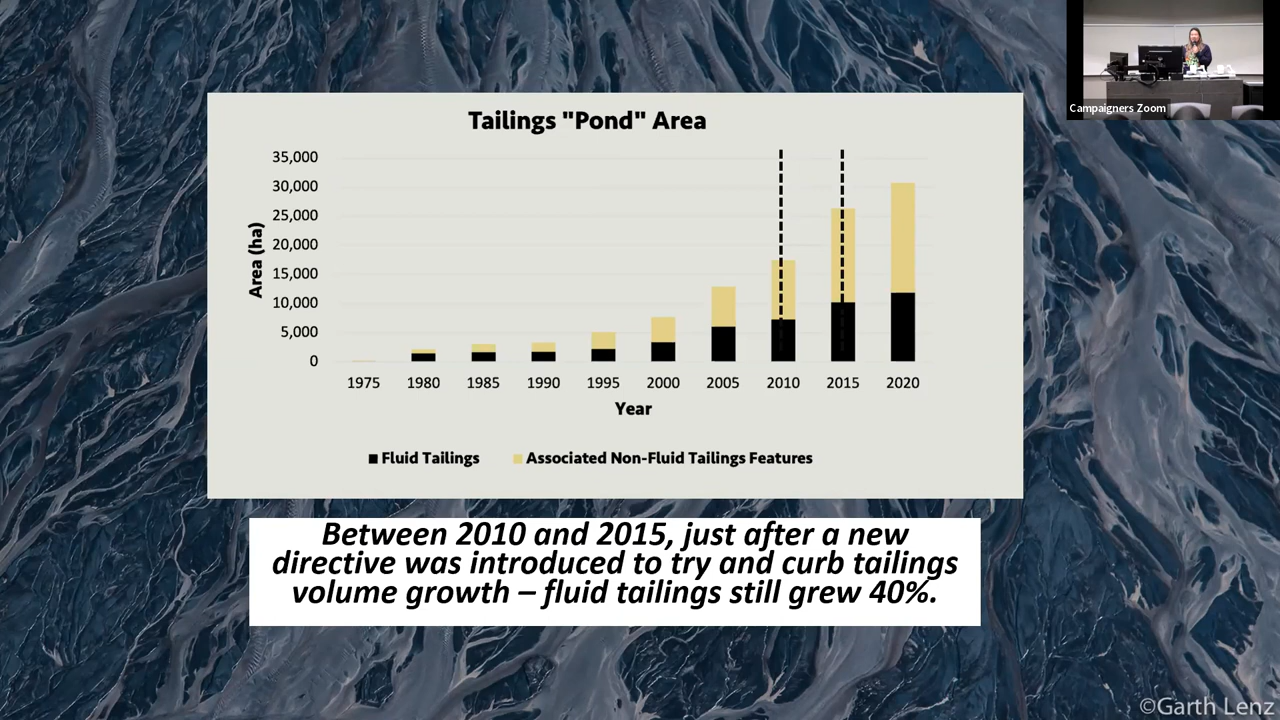 Campaigners Zoom
Tailings "Pond" Area
35,000
30,000
25,000
20,000
15,000
10,000
5,000
0
Area (ha)
1975 1980 1985 1990 1995 2000 2005 2010 2015 2020
Year
Fluid Tailings Associated Non-Fluid Tailings Features
Between 2010 and 2015, just after a new
directive was introduced to try and curb tailings
volume growth – fluid tailings still grew 40%.
©Garth Lenz